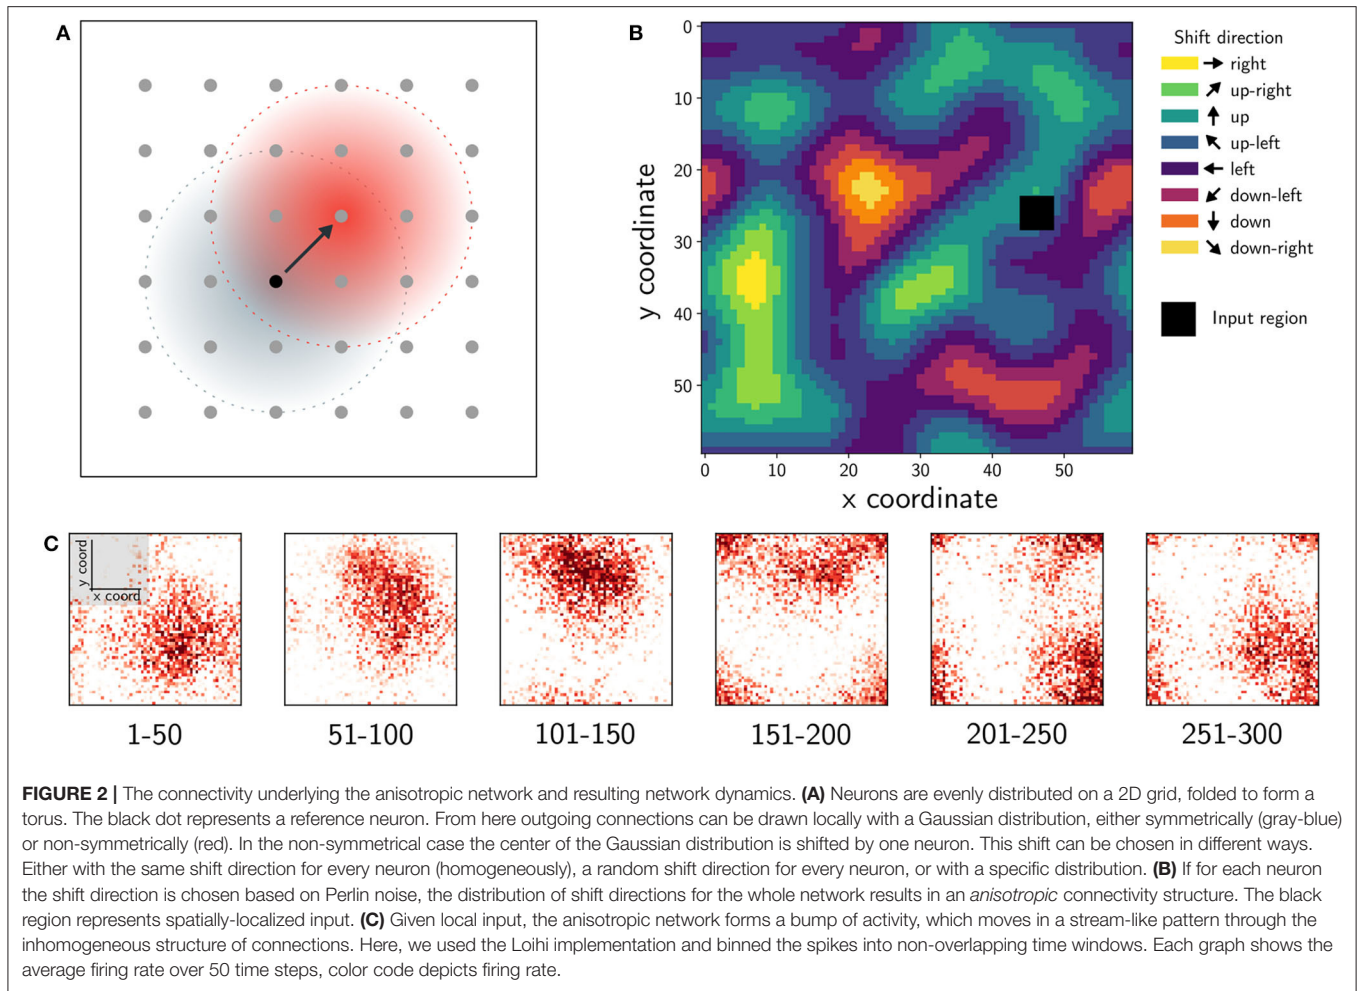 A
B
0
10
20
30
40
50
y coordinate
0 10 20 30 40 50
x coordinate
Shift direction
right
up-right
up
up-left
left
down-left
down
down-right
Input region
C
y coord
x coord
1-50 51-100 101-150 151-200 201-250 251-300
FIGURE 2 | The connectivity underlying the anisotropic network and resulting network dynamics. (A) Neurons are evenly distributed on a 2D grid, folded to form a
torus. The black dot represents a reference neuron. From here outgoing connections can be drawn locally with a Gaussian distribution, either symmetrically (gray-blue)
or non-symmetrically (red). In the non-symmetrical case the center of the Gaussian distribution is shifted by one neuron. This shift can be chosen in different ways.
Either with the same shift direction for every neuron (homogeneously), a random shift direction for every neuron, or with a specific distribution. (B) If for each neuron
the shift direction is chosen based on Perlin noise, the distribution of shift directions for the whole network results in an anisotropic connectivity structure. The black
region represents spatially-localized input. (C) Given local input, the anisotropic network forms a bump of activity, which moves in a stream-like pattern through the
inhomogeneous structure of connections. Here, we used the Loihi implementation and binned the spikes into non-overlapping time windows. Each graph shows the
average firing rate over 50 time steps, color code depicts firing rate.